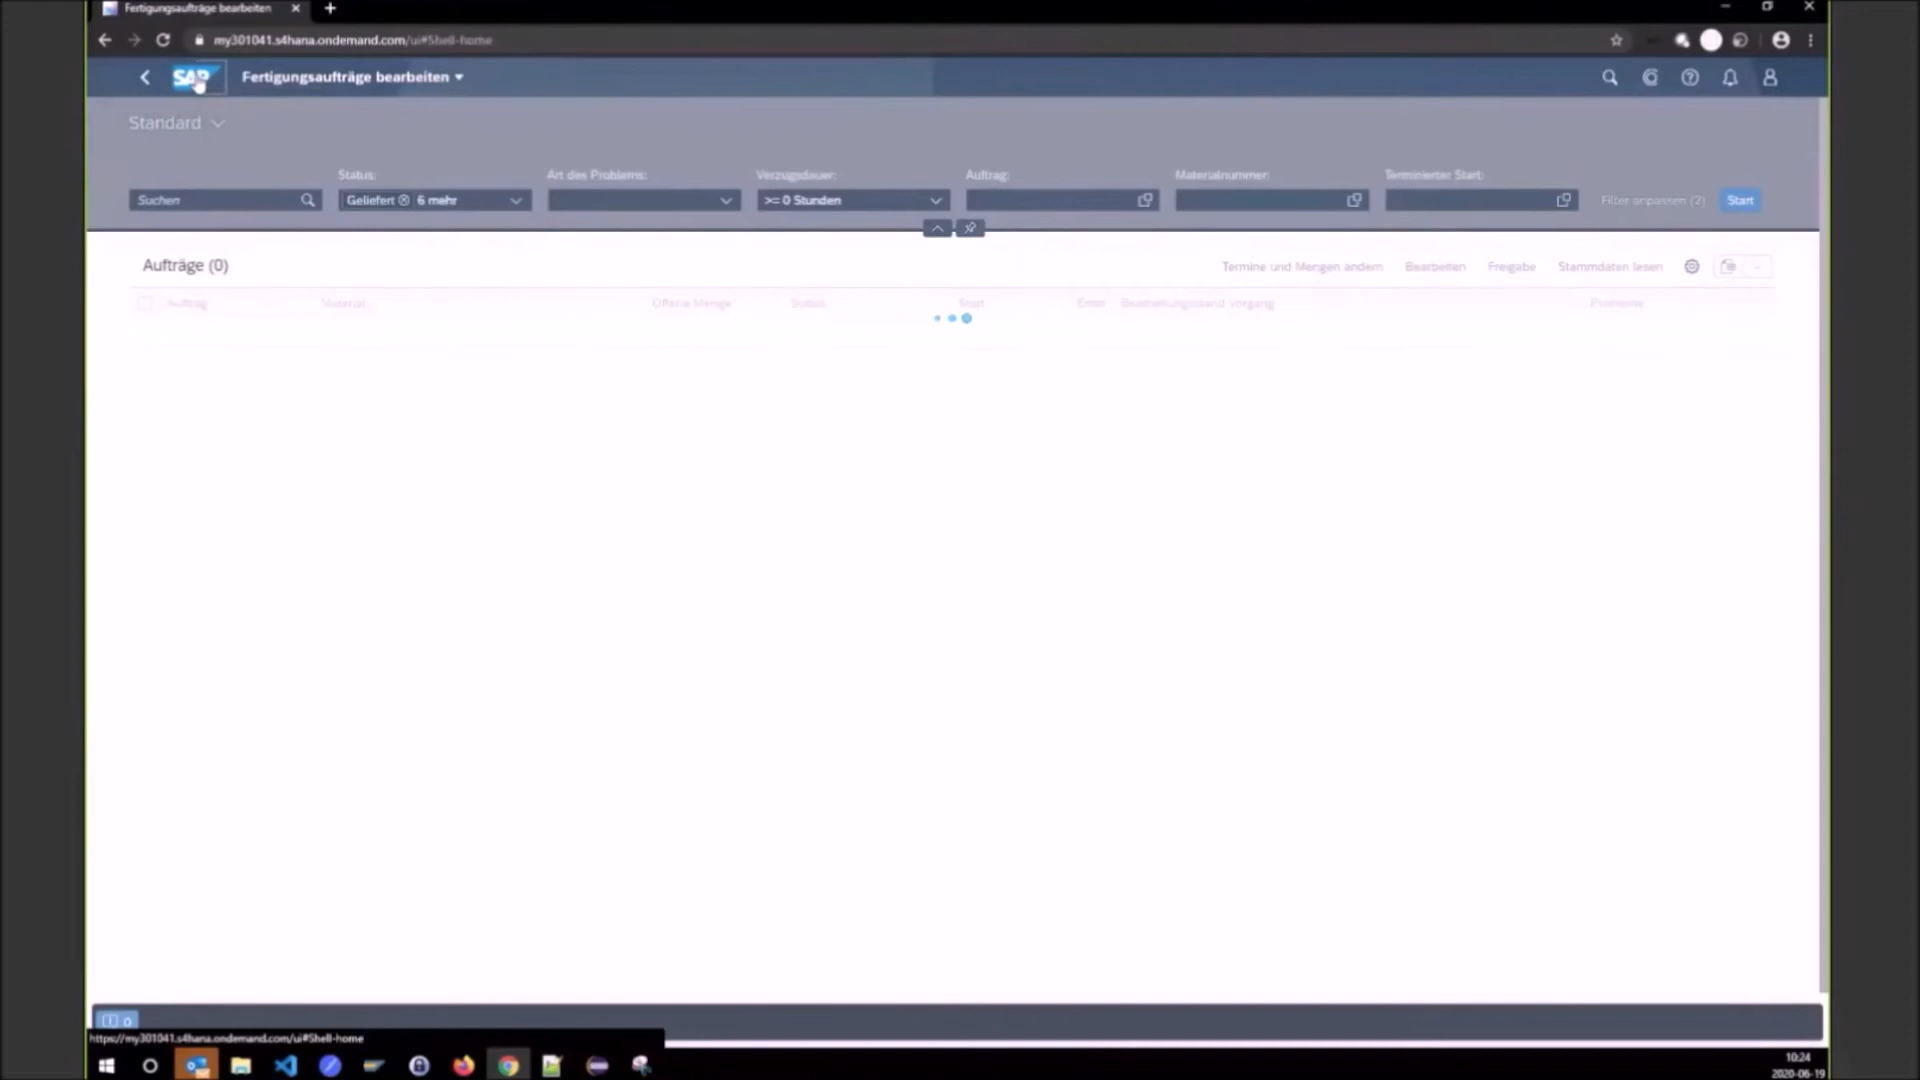 Fertigungsaufträge bearbeiten
my301041.s4hana.ondemand.com/ui#Shell-home
SAP Fertigungsaufträge bearbeiten
Standard
Status: Art des Problems: Verzugsdauer: Auftrag: Materialnummer: Terminierter Start:
Suchen Geliefert 6 mehr >= 0 Stunden Filter anpassen (2) Start
Aufträge (0) Termine und Mengen ändern Bearbeiten Freigabe Stammdaten lesen
Auftrag Material Offene Menge Status Start Ende Bearbeitungsstand Vorgang Probleme
0
https://my301041.s4hana.ondemand.com/ui#Shell-home
10:24
2020-06-19